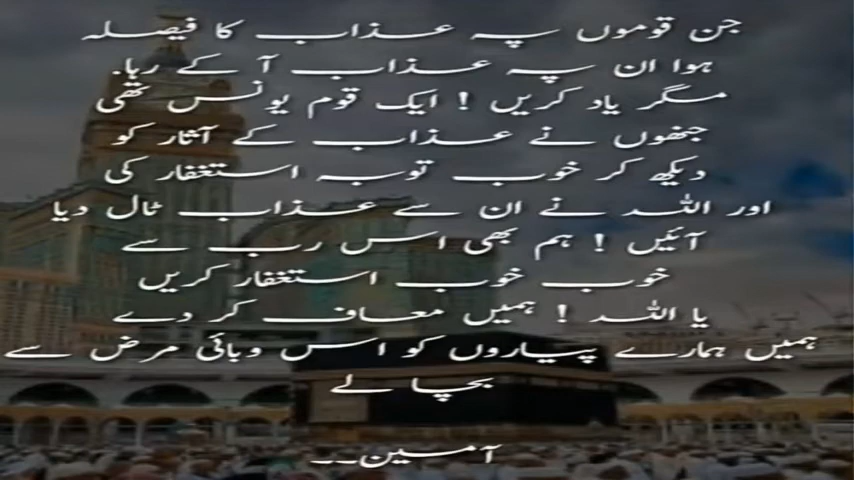 جن قوموں پہ عذاب کا فیصلہ
ہوا ان پہ عذاب آ کے رہا۔
مگر یاد کریں ! ایک قوم یونس تھی
جنھوں نے عذاب کے آثار کو
دیکھ کر خوب توبہ استغفار کی
اور اللہ نے ان سے عذاب ٹال دیا
آئیں ! ہم بھی اس رب سے
خوب خوب استغفار کریں
یا اللہ ! ہمیں معاف کر دے
ہمیں ہمارے پیاروں کو اس وبائی مرض سے
بچا لے
آمین۔۔